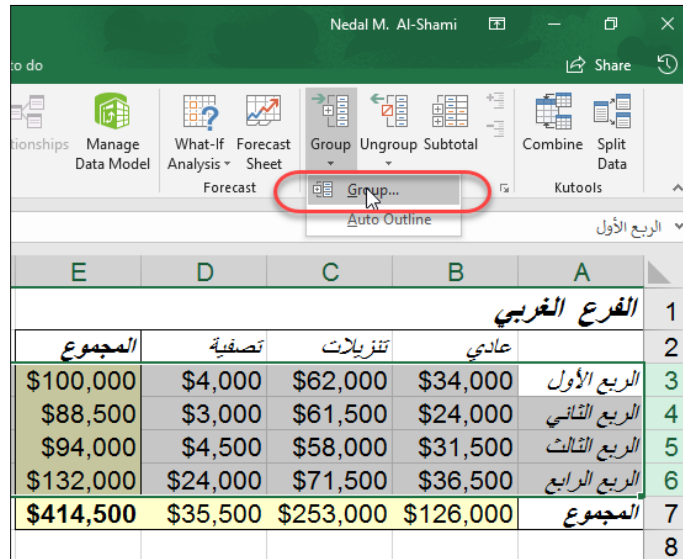 Nedal M. Al-Shami
to do
Share
tionships
Manage Data Model
What-If Analysis
Forecast Sheet
Group
Ungroup
Subtotal
Combine
Split Data
Forecast
Kutools
Group...
Auto Outline
الربع الأول
A B C D E
1 الفرع الغربي
2 عادي تنزيلات تصفية المجموع
3 الربع الأول $34,000 $62,000 $4,000 $100,000
4 الربع الثاني $24,000 $61,500 $3,000 $88,500
5 الربع الثالث $31,500 $58,000 $4,500 $94,000
6 الربع الرابع $36,500 $71,500 $24,000 $132,000
7 المجموع $126,000 $253,000 $35,500 $414,500
8